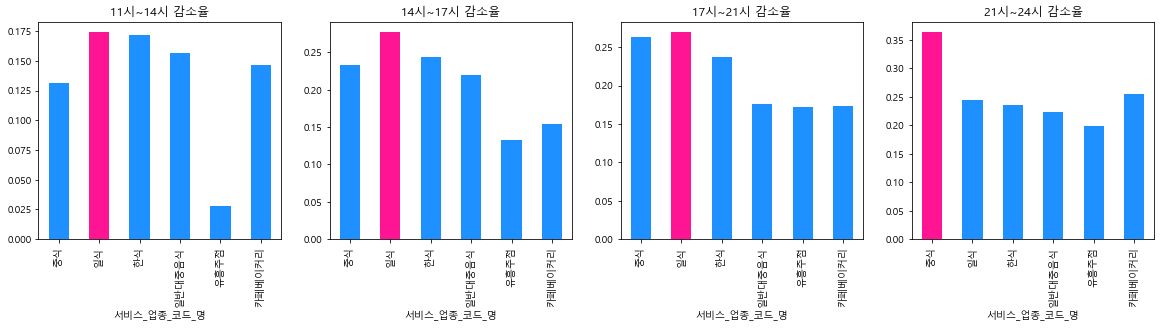 11시~14시 감소율
0.175
0.150
0.125
0.100
0.075
0.050
0.025
0.000
중식
일식
한식
일반대중음식
유흥주점
카페베이커리
서비스_업종_코드_명
14시~17시 감소율
0.25
0.20
0.15
0.10
0.05
0.00
중식
일식
한식
일반대중음식
유흥주점
카페베이커리
서비스_업종_코드_명
17시~21시 감소율
0.25
0.20
0.15
0.10
0.05
0.00
중식
일식
한식
일반대중음식
유흥주점
카페베이커리
서비스_업종_코드_명
21시~24시 감소율
0.35
0.30
0.25
0.20
0.15
0.10
0.05
0.00
중식
일식
한식
일반대중음식
유흥주점
카페베이커리
서비스_업종_코드_명